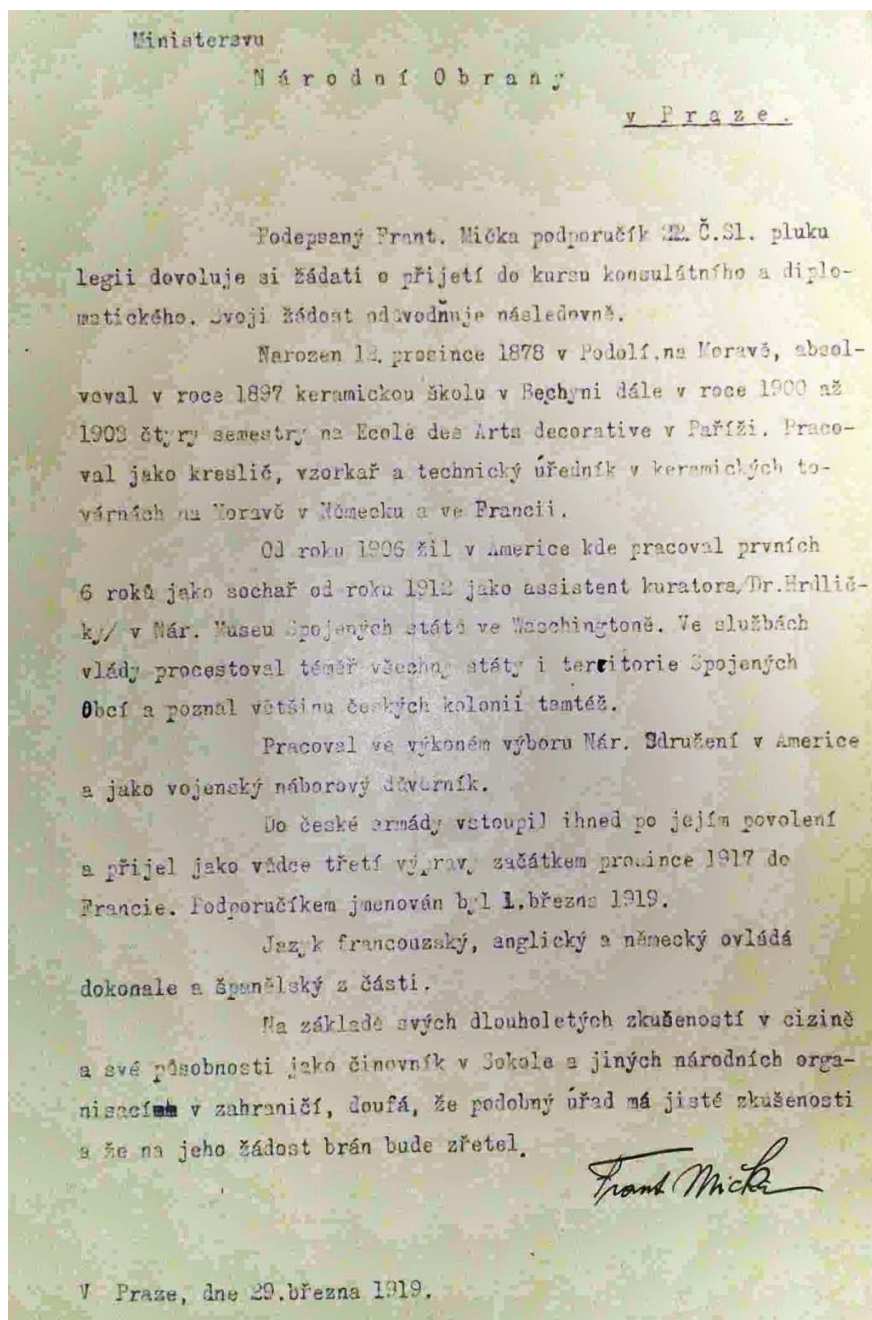 Ministersvu
Národní Obrany
v Praze.
Podepsaný Frant. Mička podporučík 22. Č.Sl. pluku
legii dovoluje si žádati o přijetí do kursu konsulátního a diplo-
matického. Svoji žádost odůvodňuje následovně.
Narozen prosince 1878 v Podolí,na Moravě, absol-
voval v roce 1897 keramickou školu v Bechyni dále v roce 1900 až
1903 čtyry semestry na Ecole des Arts decorative v Paříži. Praco-
val jako kreslič, vzorkař a technický úředník v keramických to-
várnách na Moravě v Německu a ve Francii.
Od roku 1906 žil v Americe kde pracoval prvních
6 roků jako sochař od roku 1912 jako assistent kuratora/Dr.Hrdlič-
ky/ v Nár. Museu Spojených států ve Waschingtoně. Ve službách
vlády procestoval téměř všechny státy i territorie Spojených
Obcí a poznal většinu českých kolonií tamtéž.
Pracoval ve výkoném výboru Nár. Sdružení v Americe
a jako vojenský náborový důvěrník.
Do české armády vstoupil ihned po jejím povolení
a přijel jako vůdce třetí výpravy začátkem prosince 1917 do
Francie. Podporučíkem jmenován byl 1.března 1919.
Jazyk francouzský, anglický a německý ovládá
dokonale a španělský z části.
Na základě svých dlouholetých zkušeností v cizině
a své působnosti jako činovník v Sokole a jiných národních orga-
nisací v zahraničí, doufá, že podobný úřad má jisté zkušenosti
a že na jeho žádost brán bude zřetel.
Frant Mička
V Praze, dne 29.března 1919.